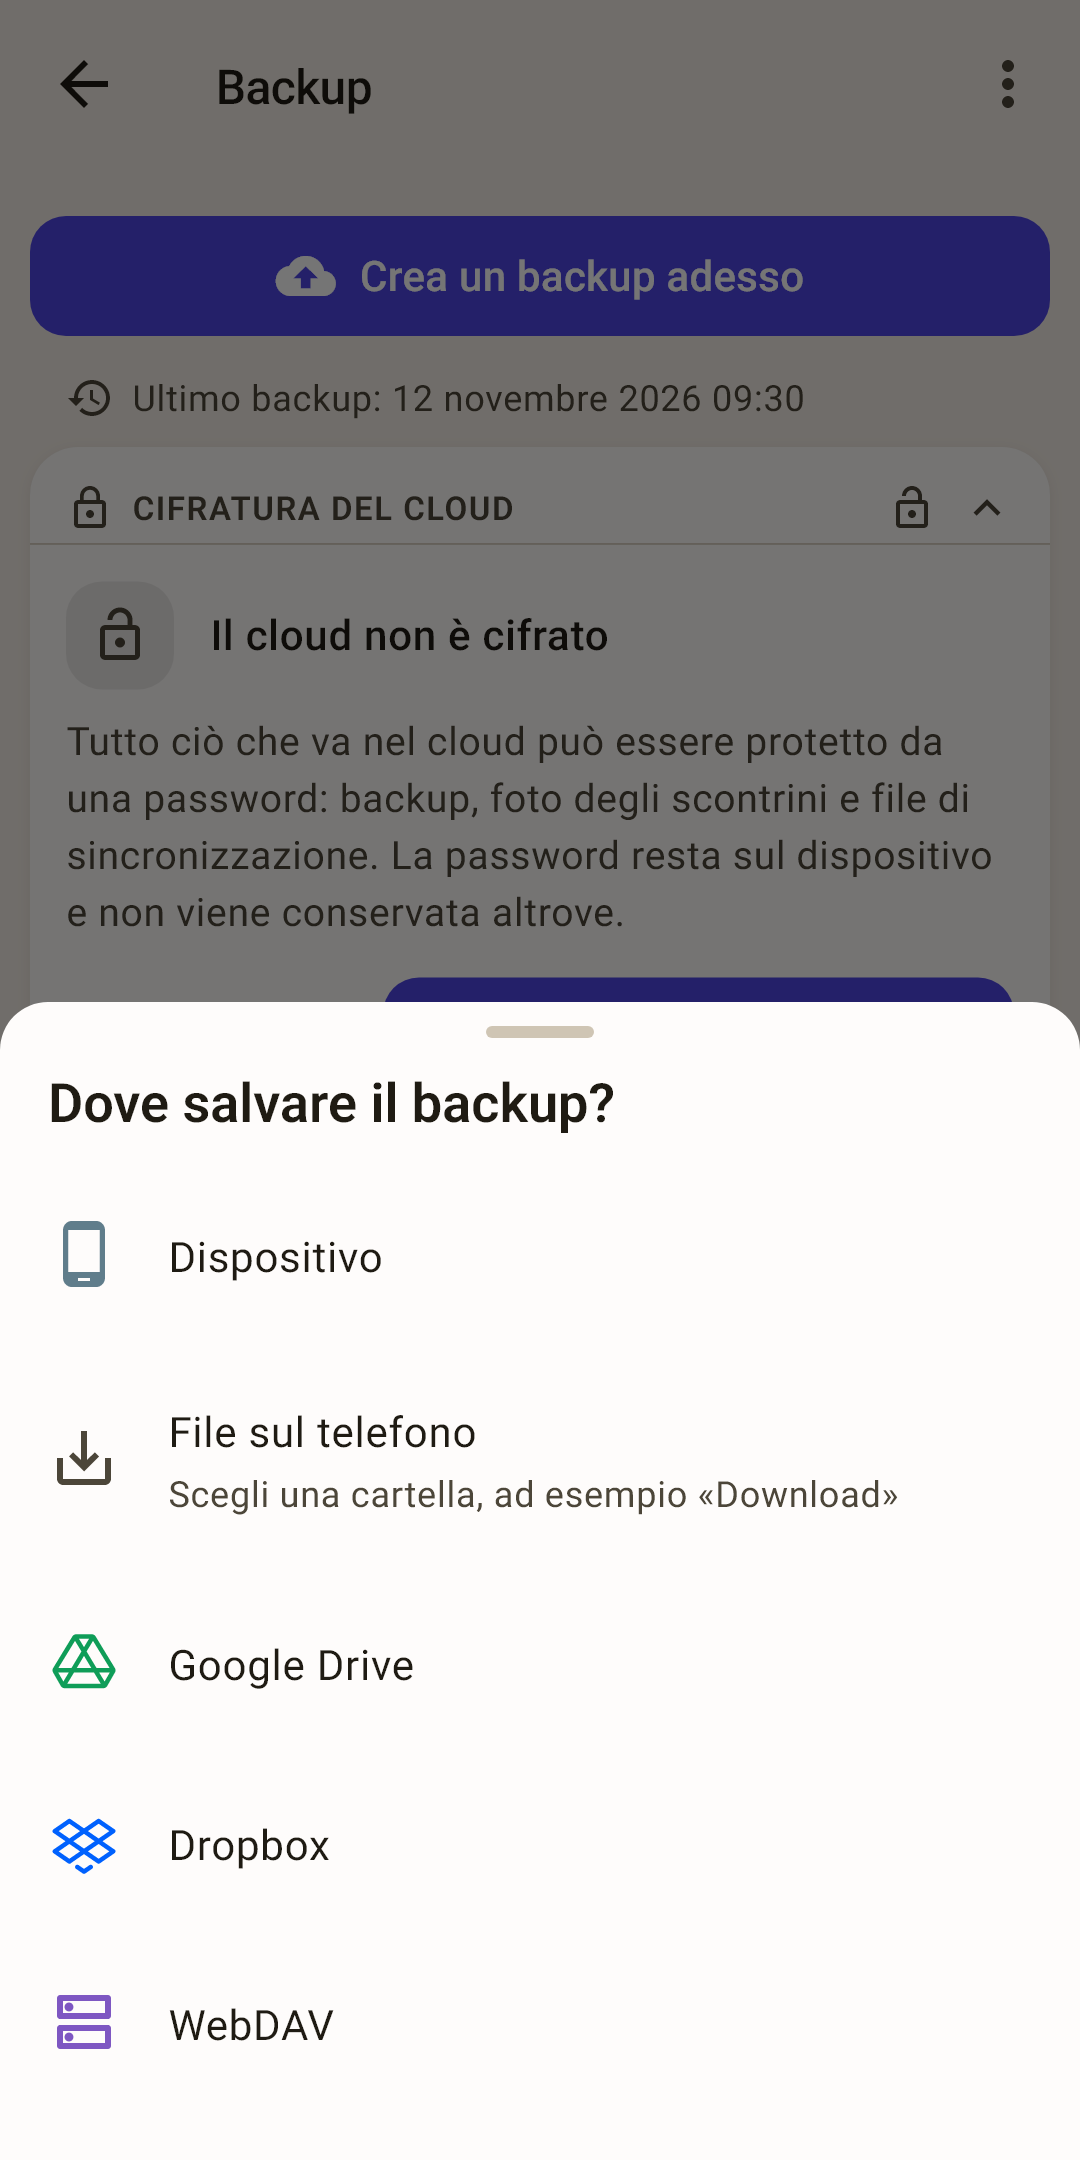 Backup
Crea un backup adesso
Ultimo backup: 12 novembre 2026 09:30
CIFRATURA DEL CLOUD
Il cloud non è cifrato
Tutto ciò che va nel cloud può essere protetto da
una password: backup, foto degli scontrini e file di
sincronizzazione. La password resta sul dispositivo
e non viene conservata altrove.
Dove salvare il backup?
Dispositivo
File sul telefono
Scegli una cartella, ad esempio «Download»
Google Drive
Dropbox
WebDAV